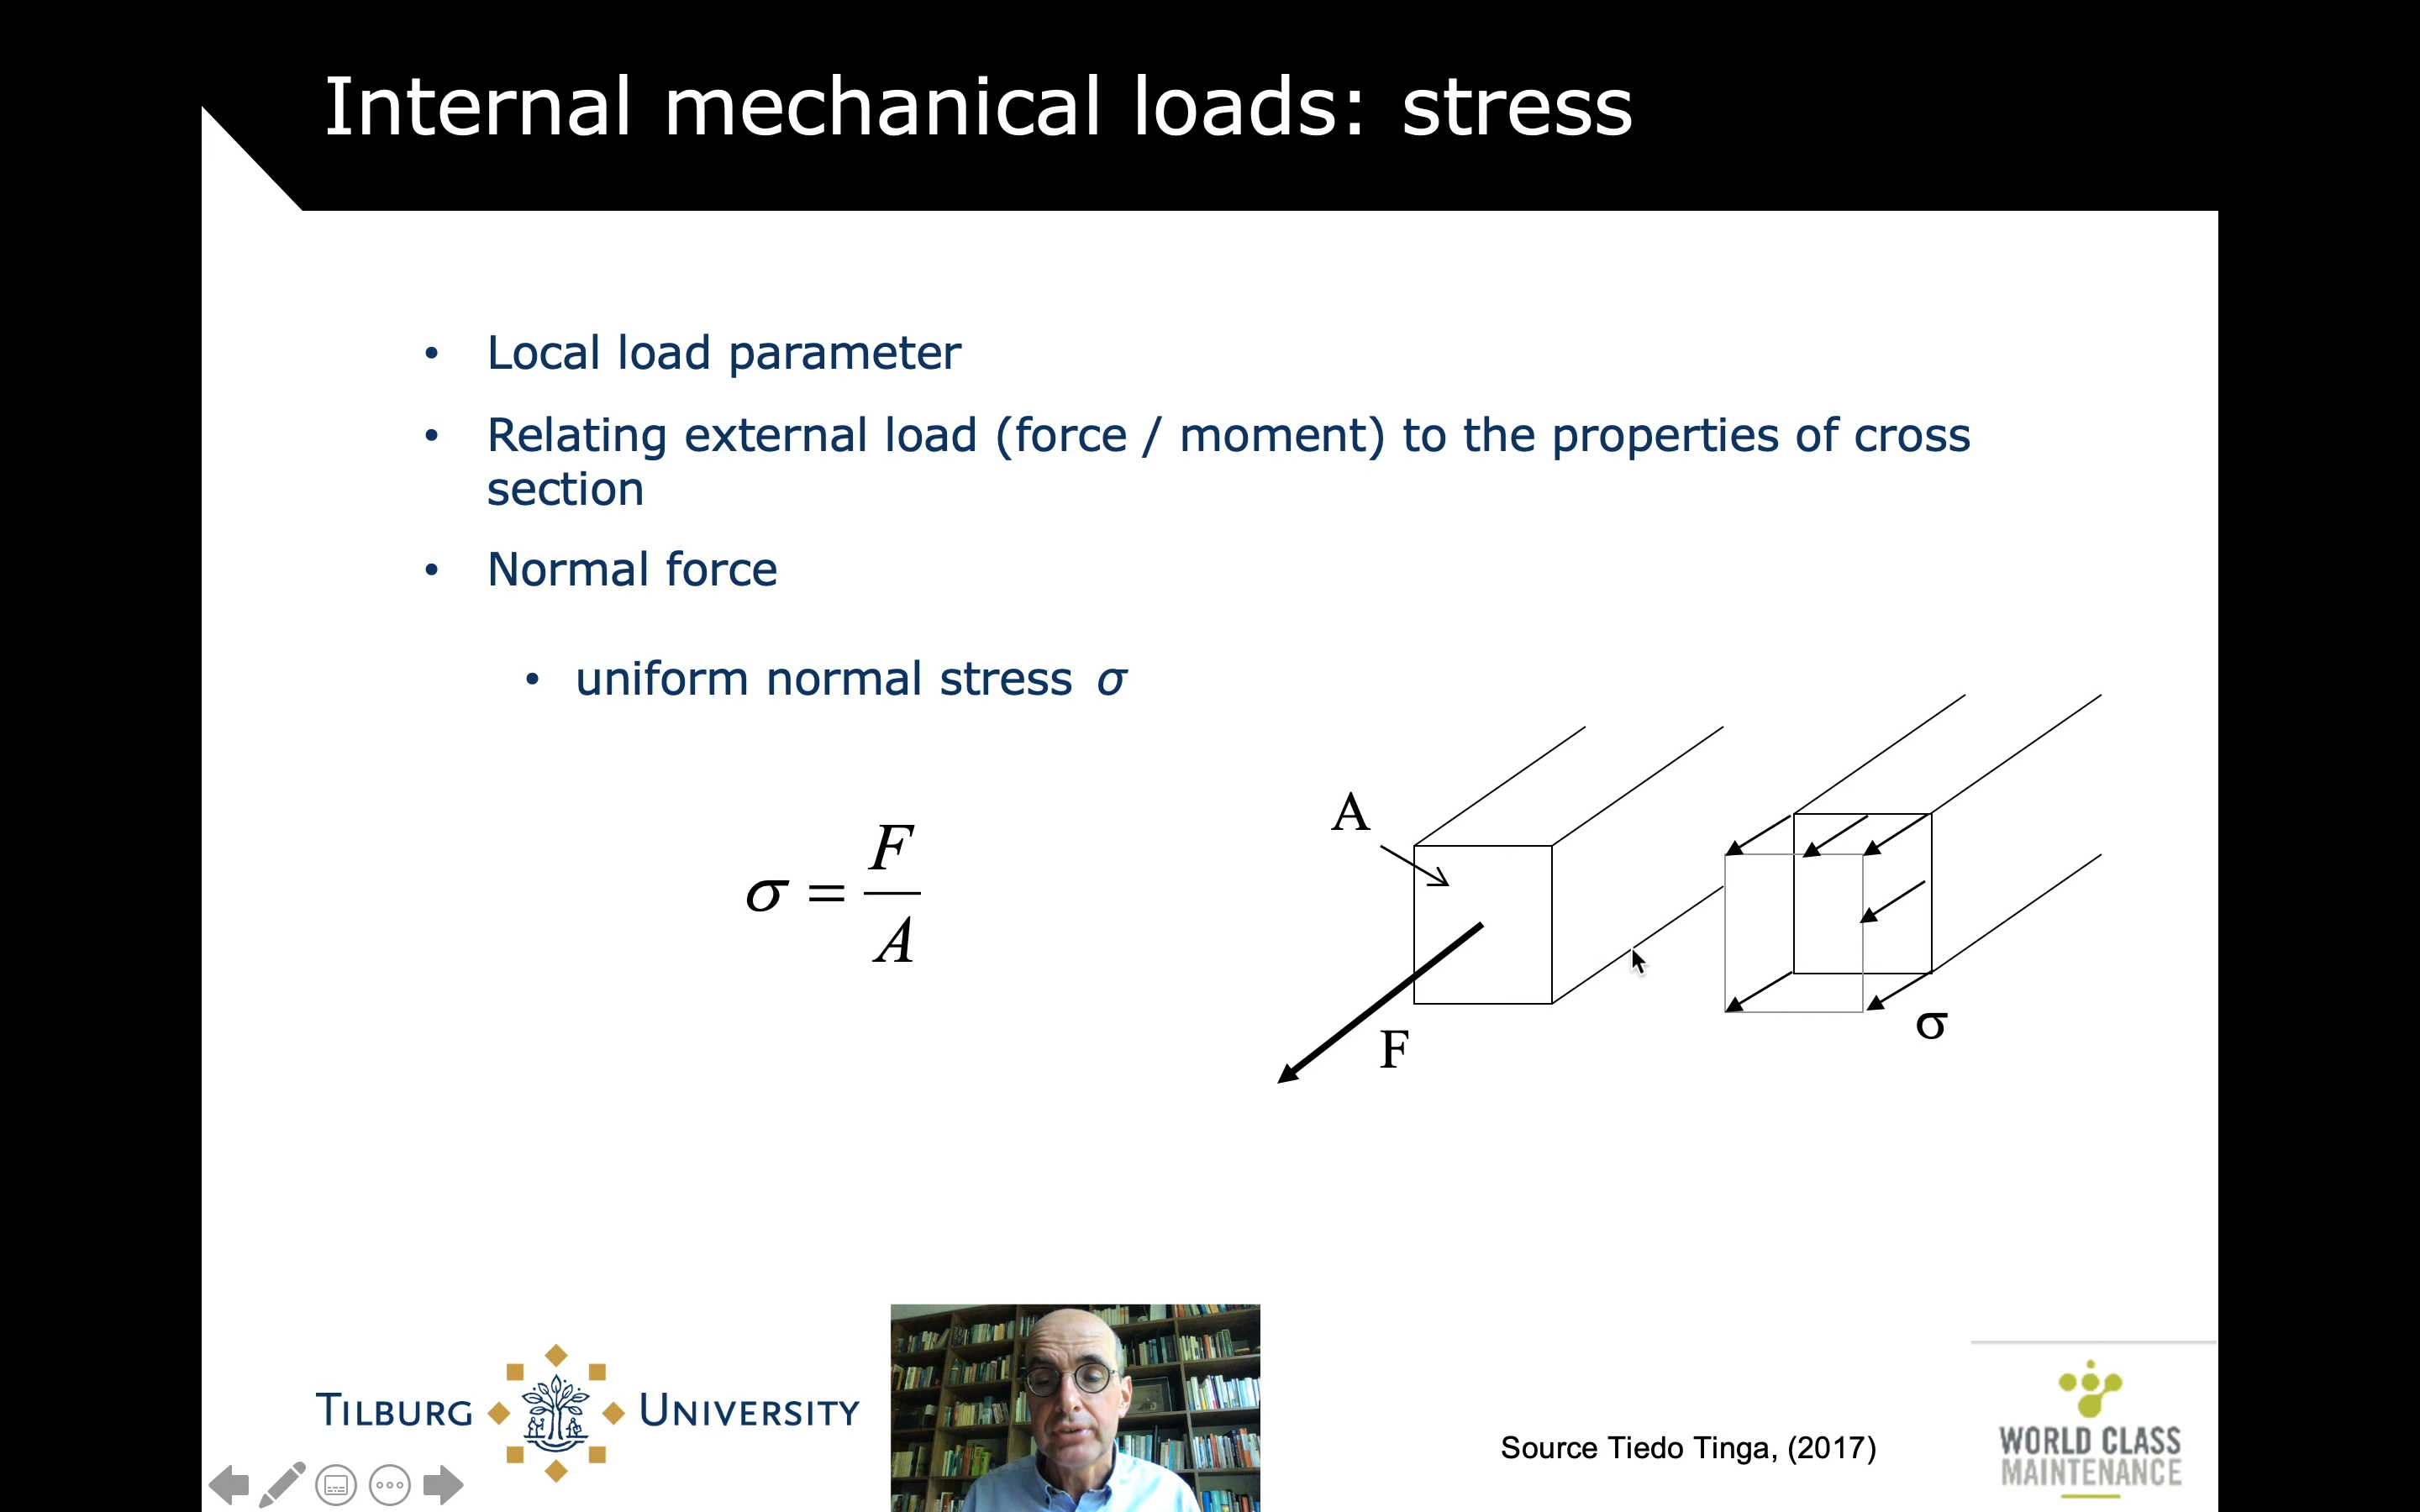 Internal mechanical loads: stress
• Local load parameter
• Relating external load (force / moment) to the properties of cross
section
• Normal force
• uniform normal stress σ
σ = F
A
A
F
σ
TILBURG UNIVERSITY
Source Tiedo Tinga, (2017)
WORLD CLASS
MAINTENANCE